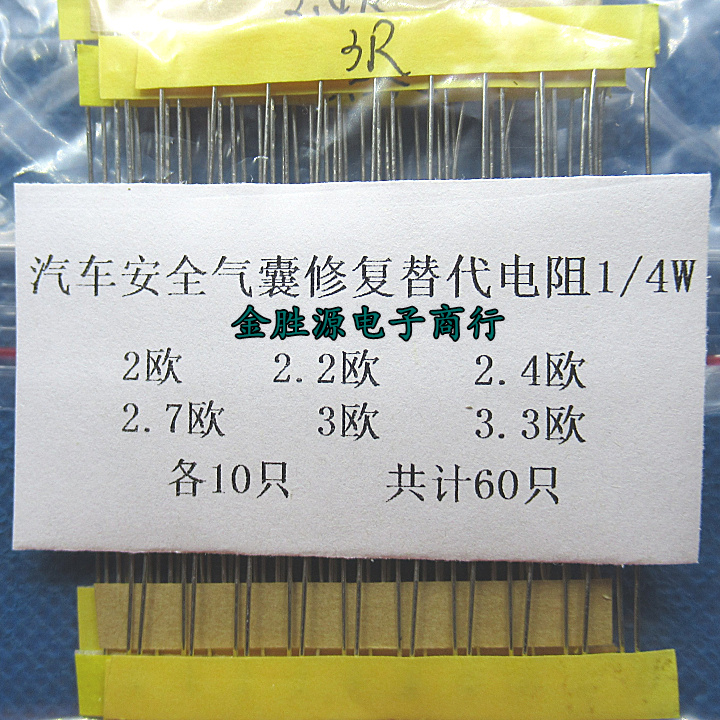 3R
汽车安全气囊修复替代电阻1/4W
金胜源电子商行
2欧 2.2欧 2.4欧
2.7欧 3欧 3.3欧
各10只 共计60只